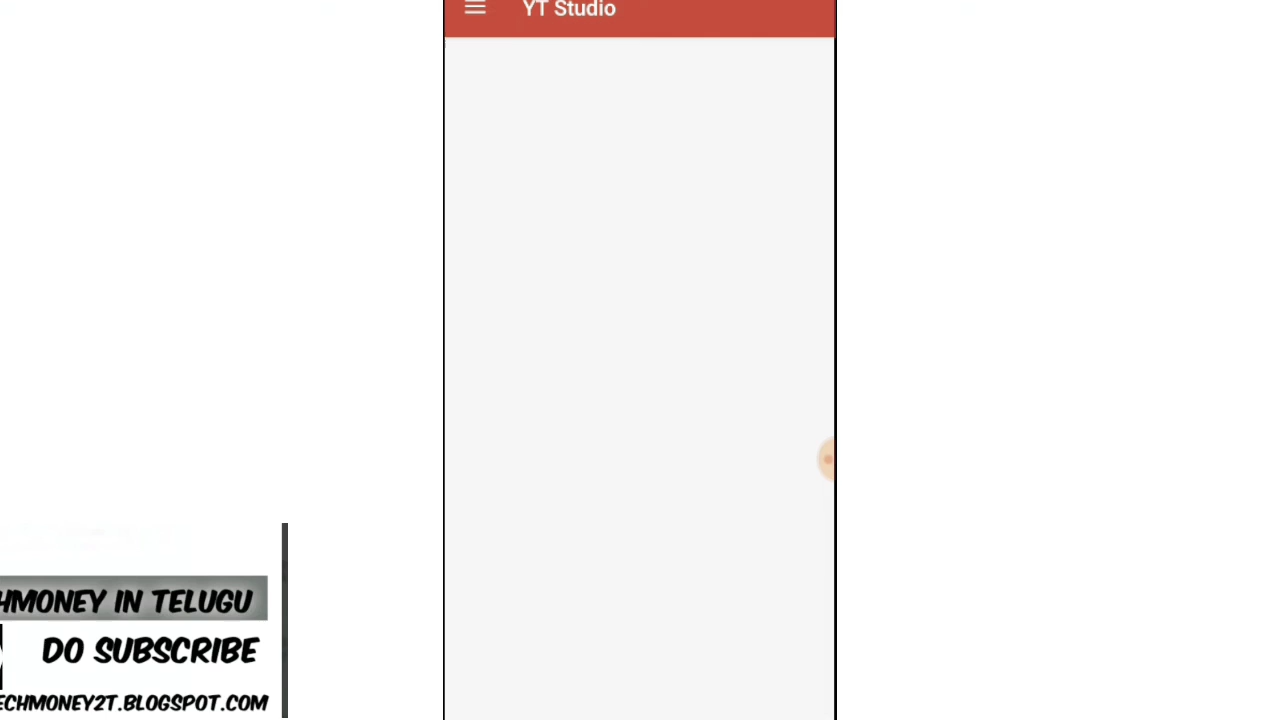 YT Studio
HMONEY IN TELUGU
DO SUBSCRIBE
ECHMONEY2T.BLOGSPOT.COM